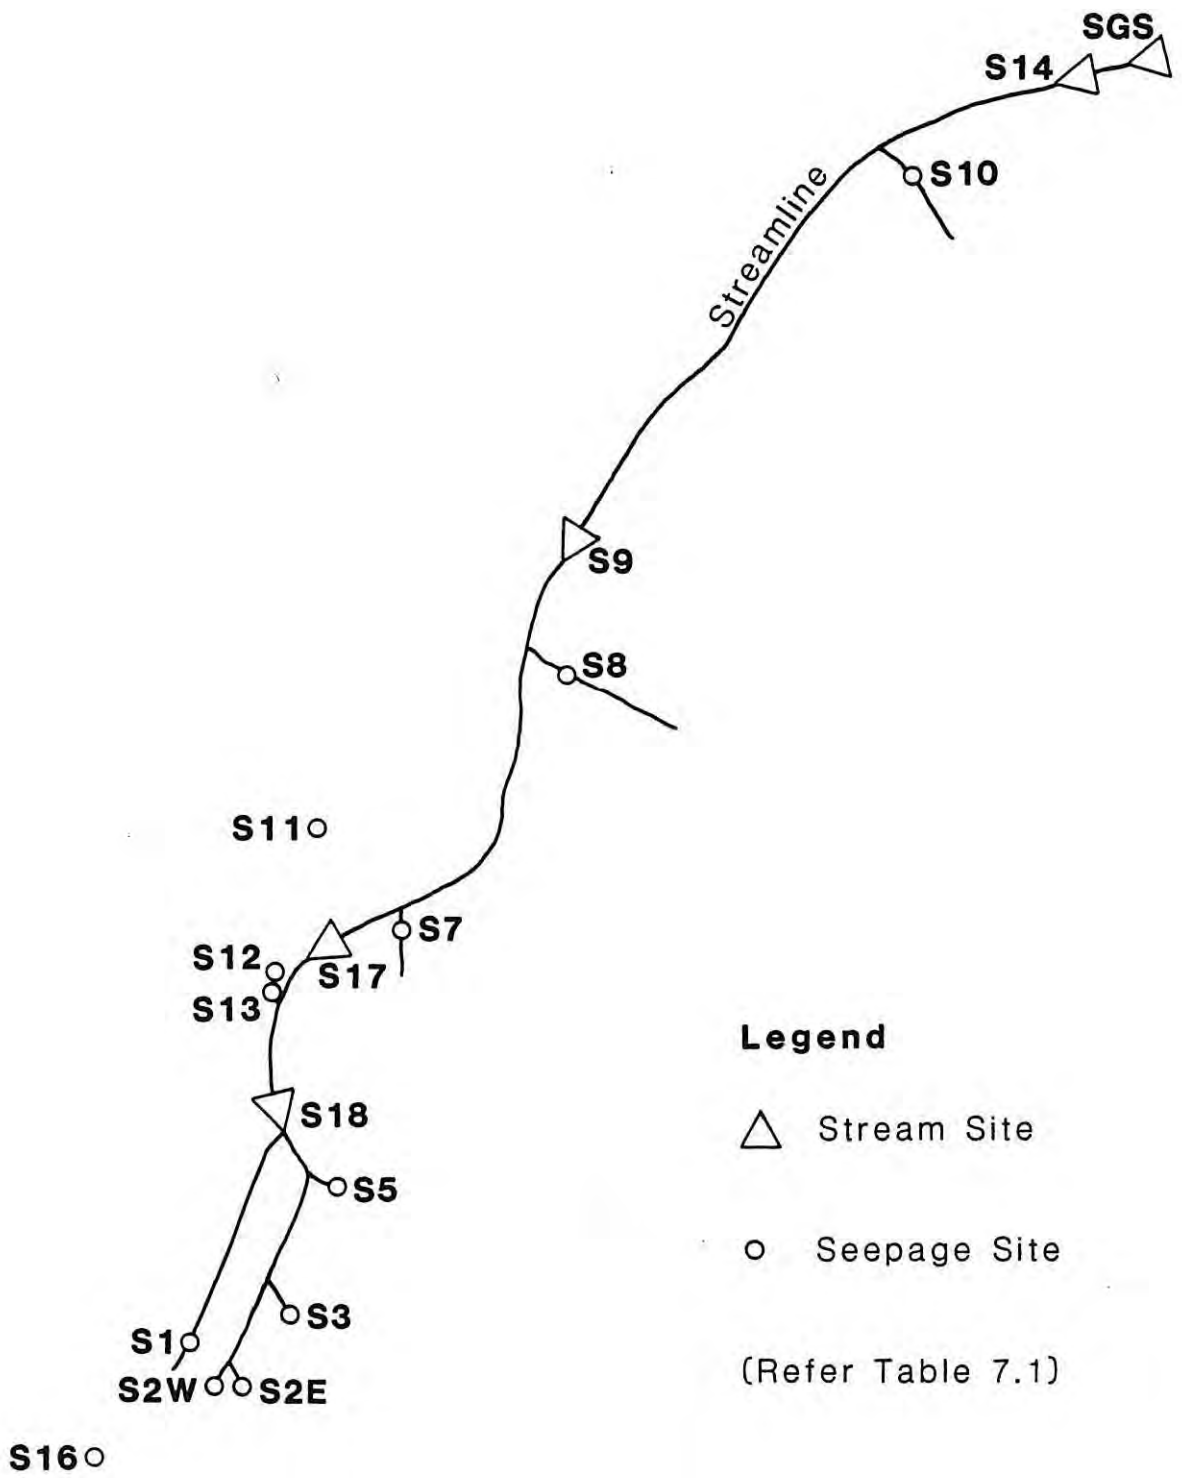 SGS
S14
S10
Streamline
S9
S8
S11
S7
S12
S17
S13
S18
S5
S3
S1
S2W
S2E
S16
Legend
Stream Site
Seepage Site
(Refer Table 7.1)